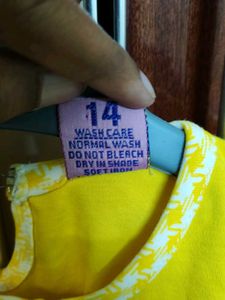 14
WASH CARE
NORMAL WASH
DO NOT BLEACH
DRY IN SHADE
SOFT IRON